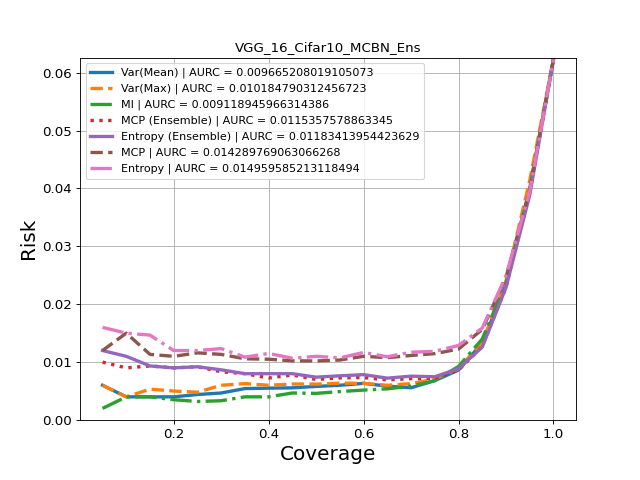 VGG_16_Cifar10_MCBN_Ens
0.06
0.05
0.04
0.03
0.02
0.01
0.00
Risk
Var(Mean) | AURC = 0.009665208019105073
Var(Max) | AURC = 0.010184790312456723
MI | AURC = 0.009118945966314386
MCP (Ensemble) | AURC = 0.0115357578863345
Entropy (Ensemble) | AURC = 0.01183413954423629
MCP | AURC = 0.014289769063066268
Entropy | AURC = 0.014959585213118494
0.2 0.4 0.6 0.8 1.0
Coverage